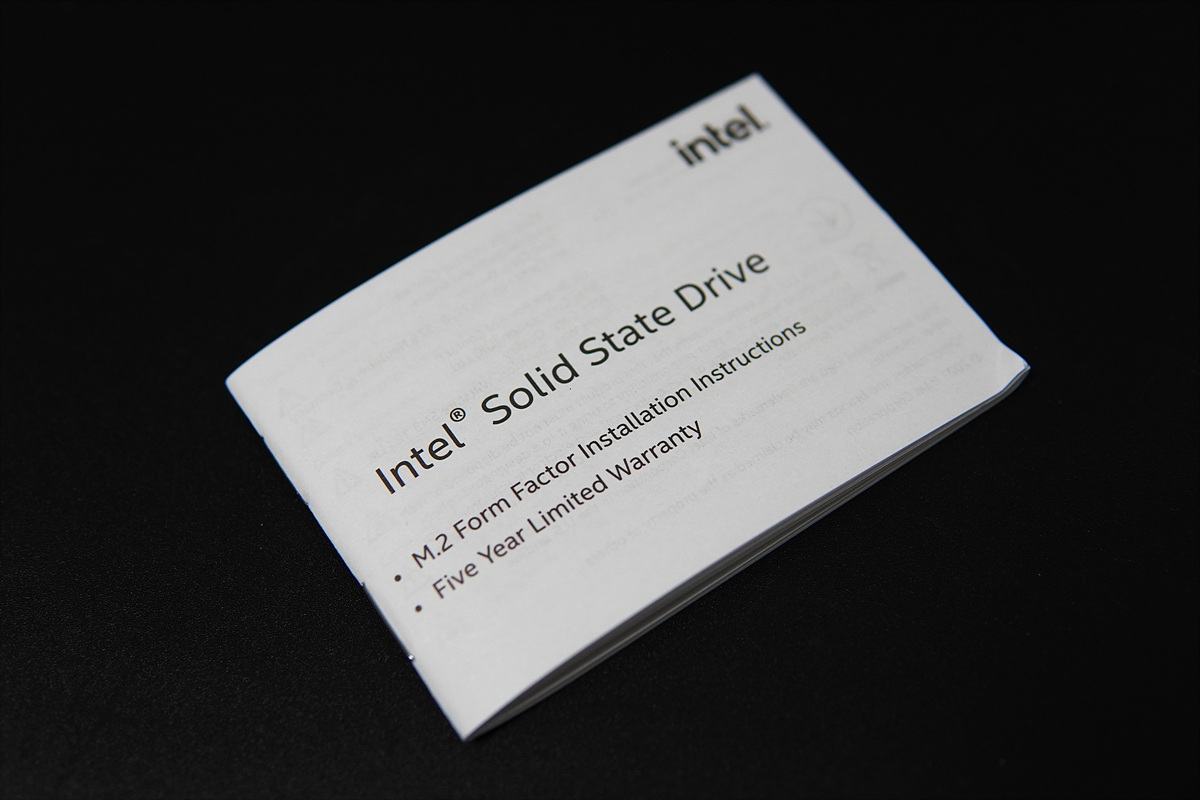 intel
Intel® Solid State Drive
• M.2 Form Factor Installation Instructions
• Five Year Limited Warranty